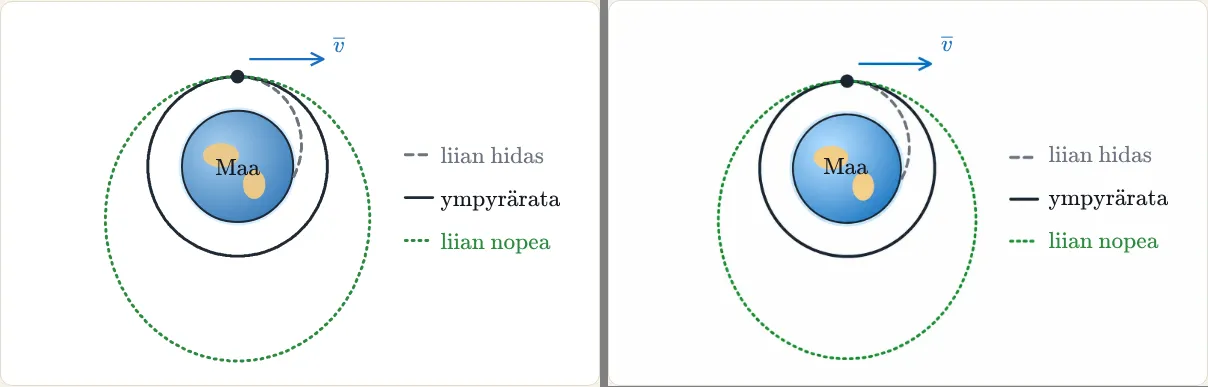 v̅
Maa
liian hidas
ympyrärata
liian nopea
v̅
Maa
liian hidas
ympyrärata
liian nopea